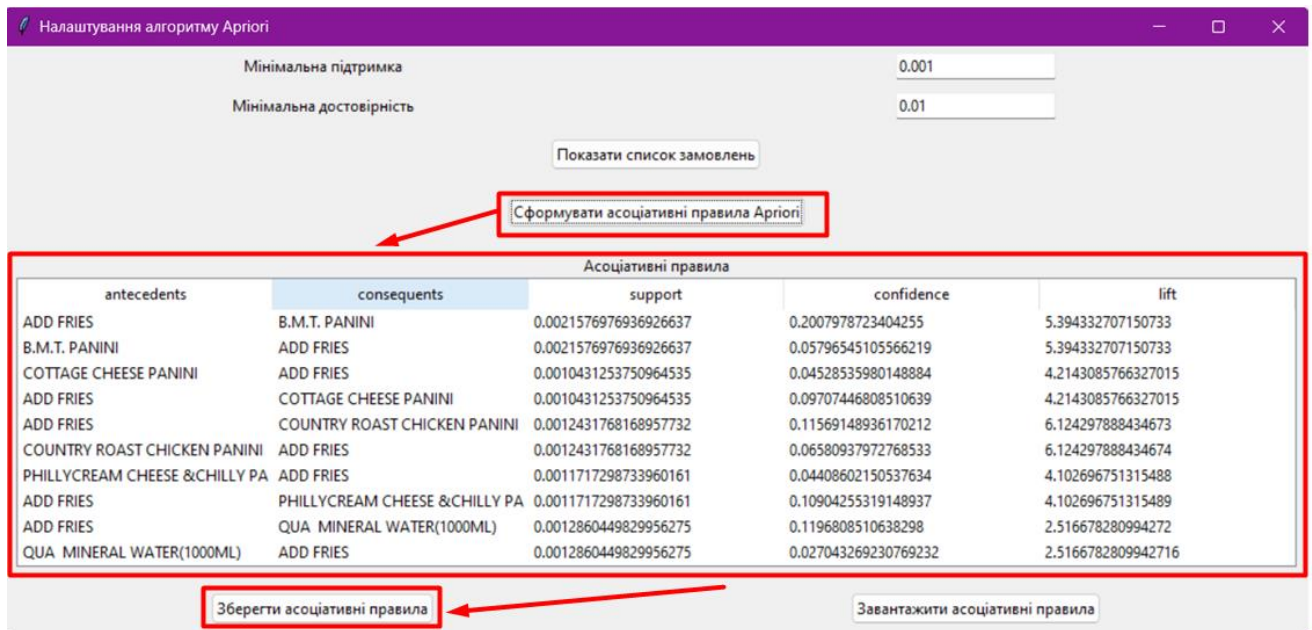 Налаштування алгоритму Apriori
Мінімальна підтримка 0.001
Мінімальна достовірність 0.01
Показати список замовлень
Сформувати асоціативні правила Apriori
Асоціативні правила
antecedents consequents support confidence lift
ADD FRIES B.M.T. PANINI 0.0021576976936926637 0.2007978723404255 5.394332707150733
B.M.T. PANINI ADD FRIES 0.0021576976936926637 0.05796545105566219 5.394332707150733
COTTAGE CHEESE PANINI ADD FRIES 0.0010431253750964535 0.04528535980148884 4.2143085766327015
ADD FRIES COTTAGE CHEESE PANINI 0.0010431253750964535 0.09707446808510639 4.2143085766327015
ADD FRIES COUNTRY ROAST CHICKEN PANINI 0.0012431768168957732 0.11569148936170212 6.124297888434673
COUNTRY ROAST CHICKEN PANINI ADD FRIES 0.0012431768168957732 0.06580937972768533 6.124297888434674
PHILLYCREAM CHEESE &CHILLY PA ADD FRIES 0.0011717298733960161 0.04408602150537634 4.102696751315488
ADD FRIES PHILLYCREAM CHEESE &CHILLY PA 0.0011717298733960161 0.10904255319148937 4.102696751315489
ADD FRIES QUA  MINERAL WATER(1000ML) 0.0012860449829956275 0.1196808510638298 2.516678280994272
QUA  MINERAL WATER(1000ML) ADD FRIES 0.0012860449829956275 0.027043269230769232 2.5166782809942716
Зберегти асоціативні правила Завантажити асоціативні правила